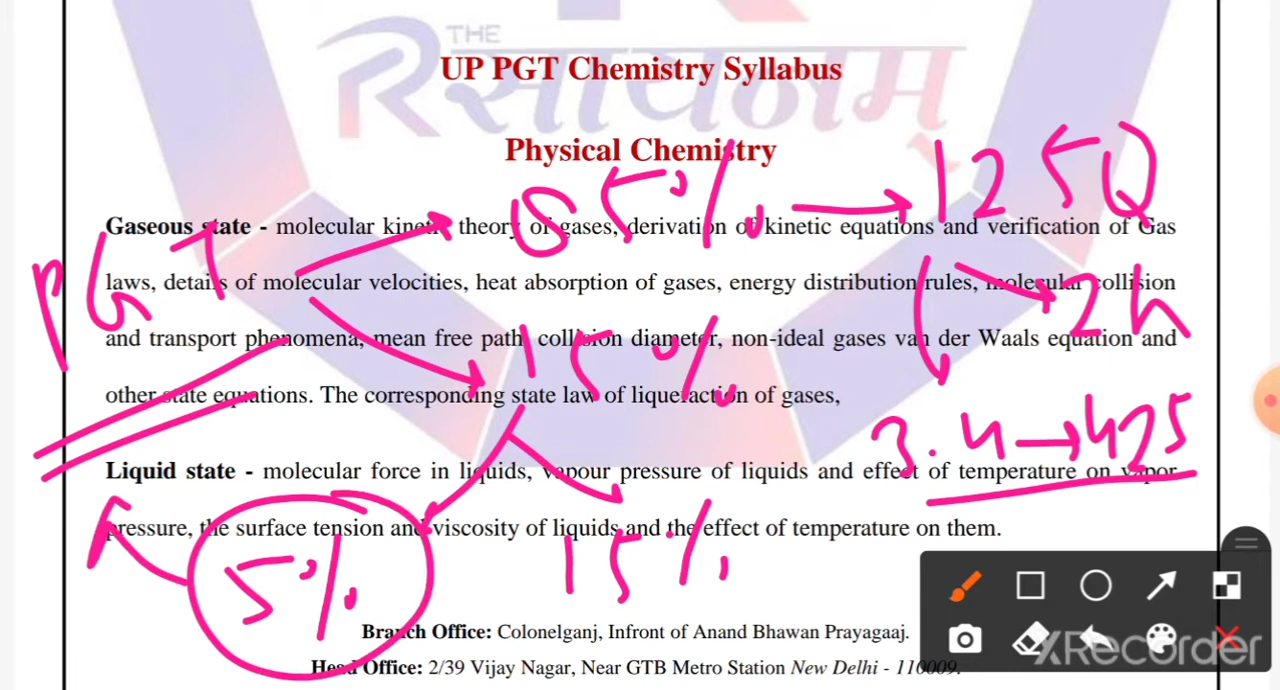 THE
रसायनम्
UP PGT Chemistry Syllabus
Physical Chemistry
85% → 125Q
Gaseous state - molecular kinetic theory of gases, derivation of kinetic equations and verification of Gas
PGT
laws, details of molecular velocities, heat absorption of gases, energy distribution rules, molecular collision
2h
and transport phenomena, mean free path, collision diameter, non-ideal gases van der Waals equation and
15%
other state equations. The corresponding state law of liquefaction of gases,
3.4 → 425
Liquid state - molecular force in liquids, vapour pressure of liquids and effect of temperature on vapor
pressure, the surface tension and viscosity of liquids and the effect of temperature on them.
5% 15%
Branch Office: Colonelganj, Infront of Anand Bhawan Prayagaaj.
Head Office: 2/39 Vijay Nagar, Near GTB Metro Station New Delhi - 110009.
XRecorder